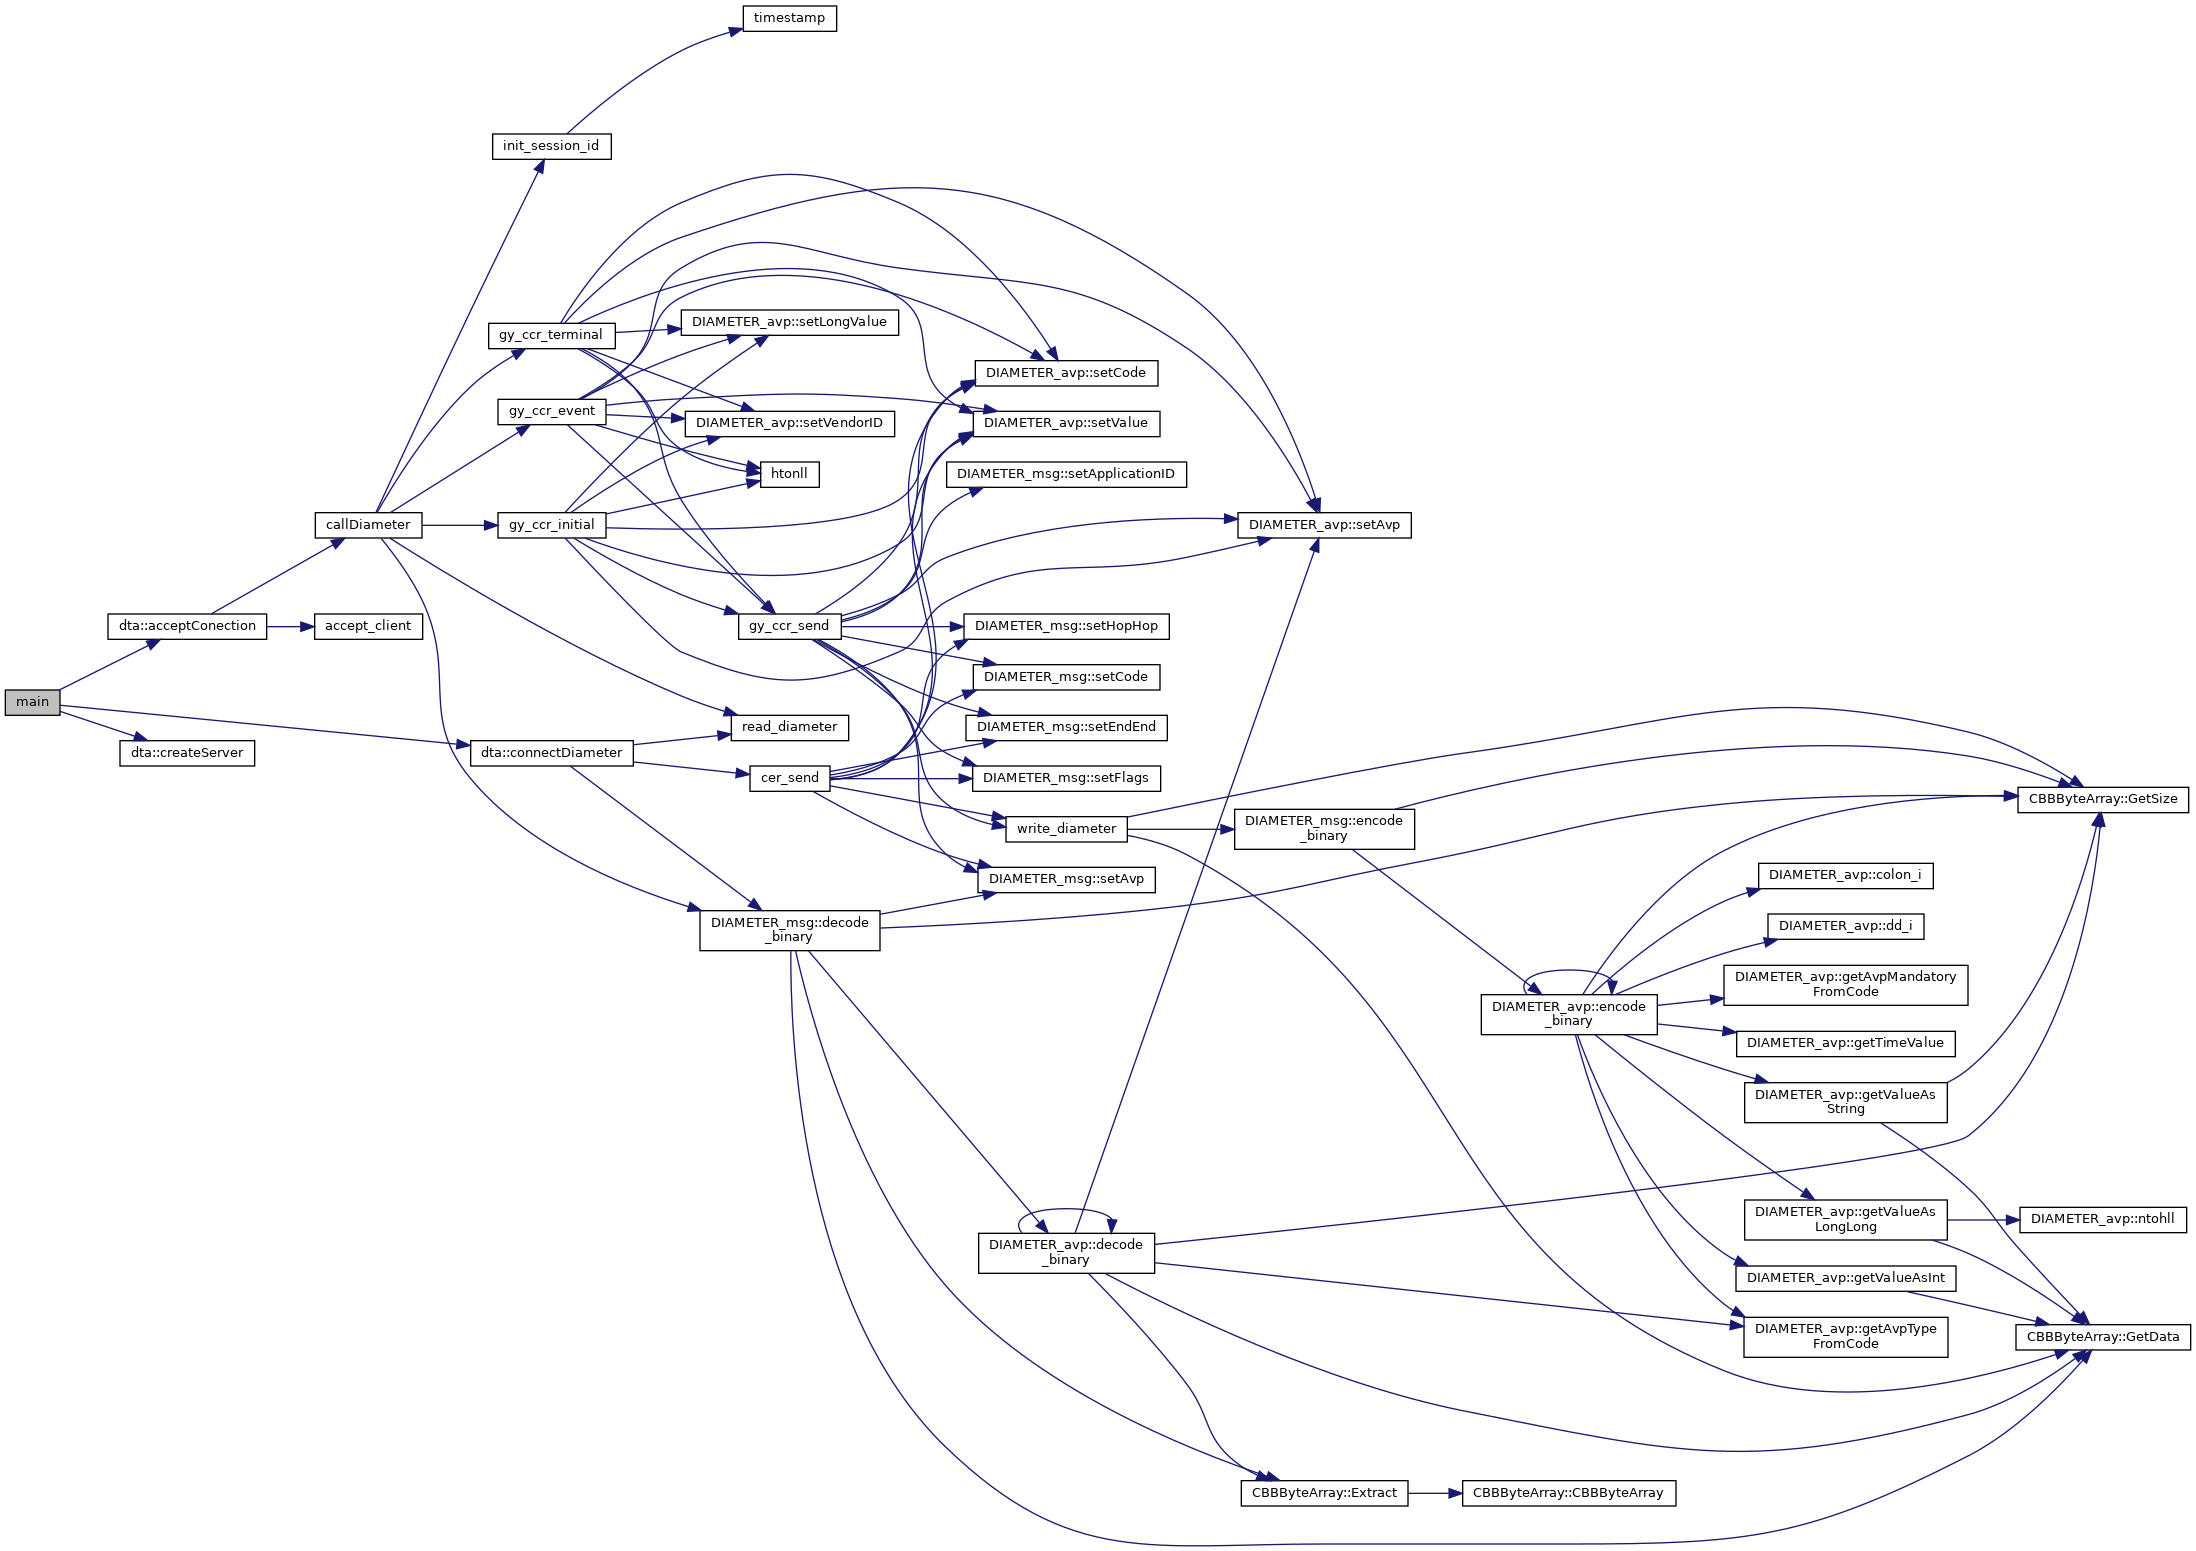 timestamp
init_session_id
gy_ccr_terminal
DIAMETER_avp::setLongValue
DIAMETER_avp::setCode
gy_ccr_event
DIAMETER_avp::setVendorID
DIAMETER_avp::setValue
htonll
DIAMETER_msg::setApplicationID
callDiameter
gy_ccr_initial
DIAMETER_avp::setAvp
dta::acceptConection
accept_client
gy_ccr_send
DIAMETER_msg::setHopHop
DIAMETER_msg::setCode
main
read_diameter
DIAMETER_msg::setEndEnd
dta::createServer
dta::connectDiameter
cer_send
DIAMETER_msg::setFlags
CBBByteArray::GetSize
write_diameter
DIAMETER_msg::encode
_binary
DIAMETER_avp::colon_i
DIAMETER_msg::setAvp
DIAMETER_msg::decode
_binary
DIAMETER_avp::dd_i
DIAMETER_avp::getAvpMandatory
FromCode
DIAMETER_avp::encode
_binary
DIAMETER_avp::getTimeValue
DIAMETER_avp::getValueAs
String
DIAMETER_avp::getValueAs
LongLong
DIAMETER_avp::ntohll
DIAMETER_avp::decode
_binary
DIAMETER_avp::getValueAsInt
DIAMETER_avp::getAvpType
FromCode
CBBByteArray::GetData
CBBByteArray::Extract
CBBByteArray::CBBByteArray